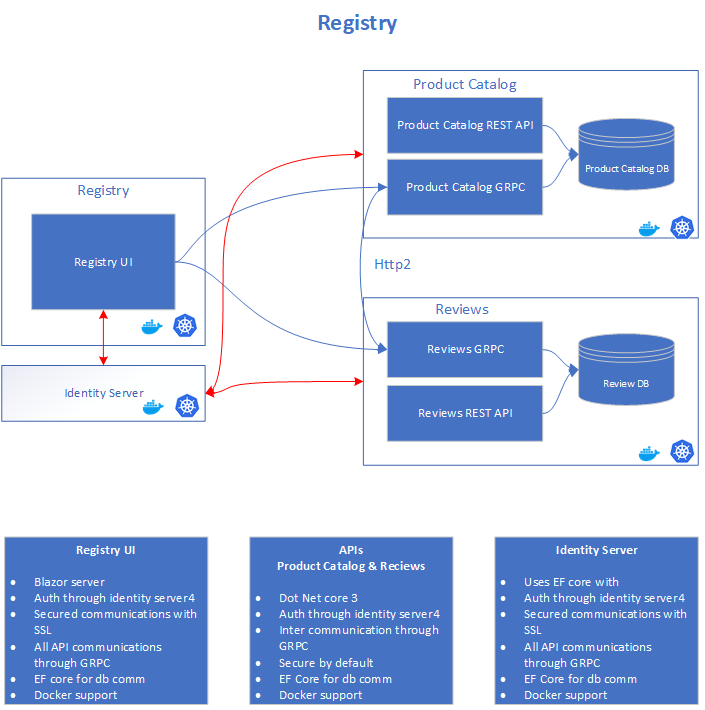 Registry
Product Catalog
Product Catalog REST API
Product Catalog DB
Product Catalog GRPC
Registry
Registry UI
Http2
Reviews
Reviews GRPC
Review DB
Identity Server
Reviews REST API
Registry UI
• Blazor server
• Auth through identity server4
• Secured communications with
SSL
• All API communications
through GRPC
• EF core for db comm
• Docker support
APIs
Product Catalog & Reciews
• Dot Net core 3
• Auth through identity server4
• Inter communication through
GRPC
• Secure by default
• EF Core for db comm
• Docker support
Identity Server
• Uses EF core with
• Auth through identity server4
• Secured communications with
SSL
• All API communications
through GRPC
• EF Core for db comm
• Docker support